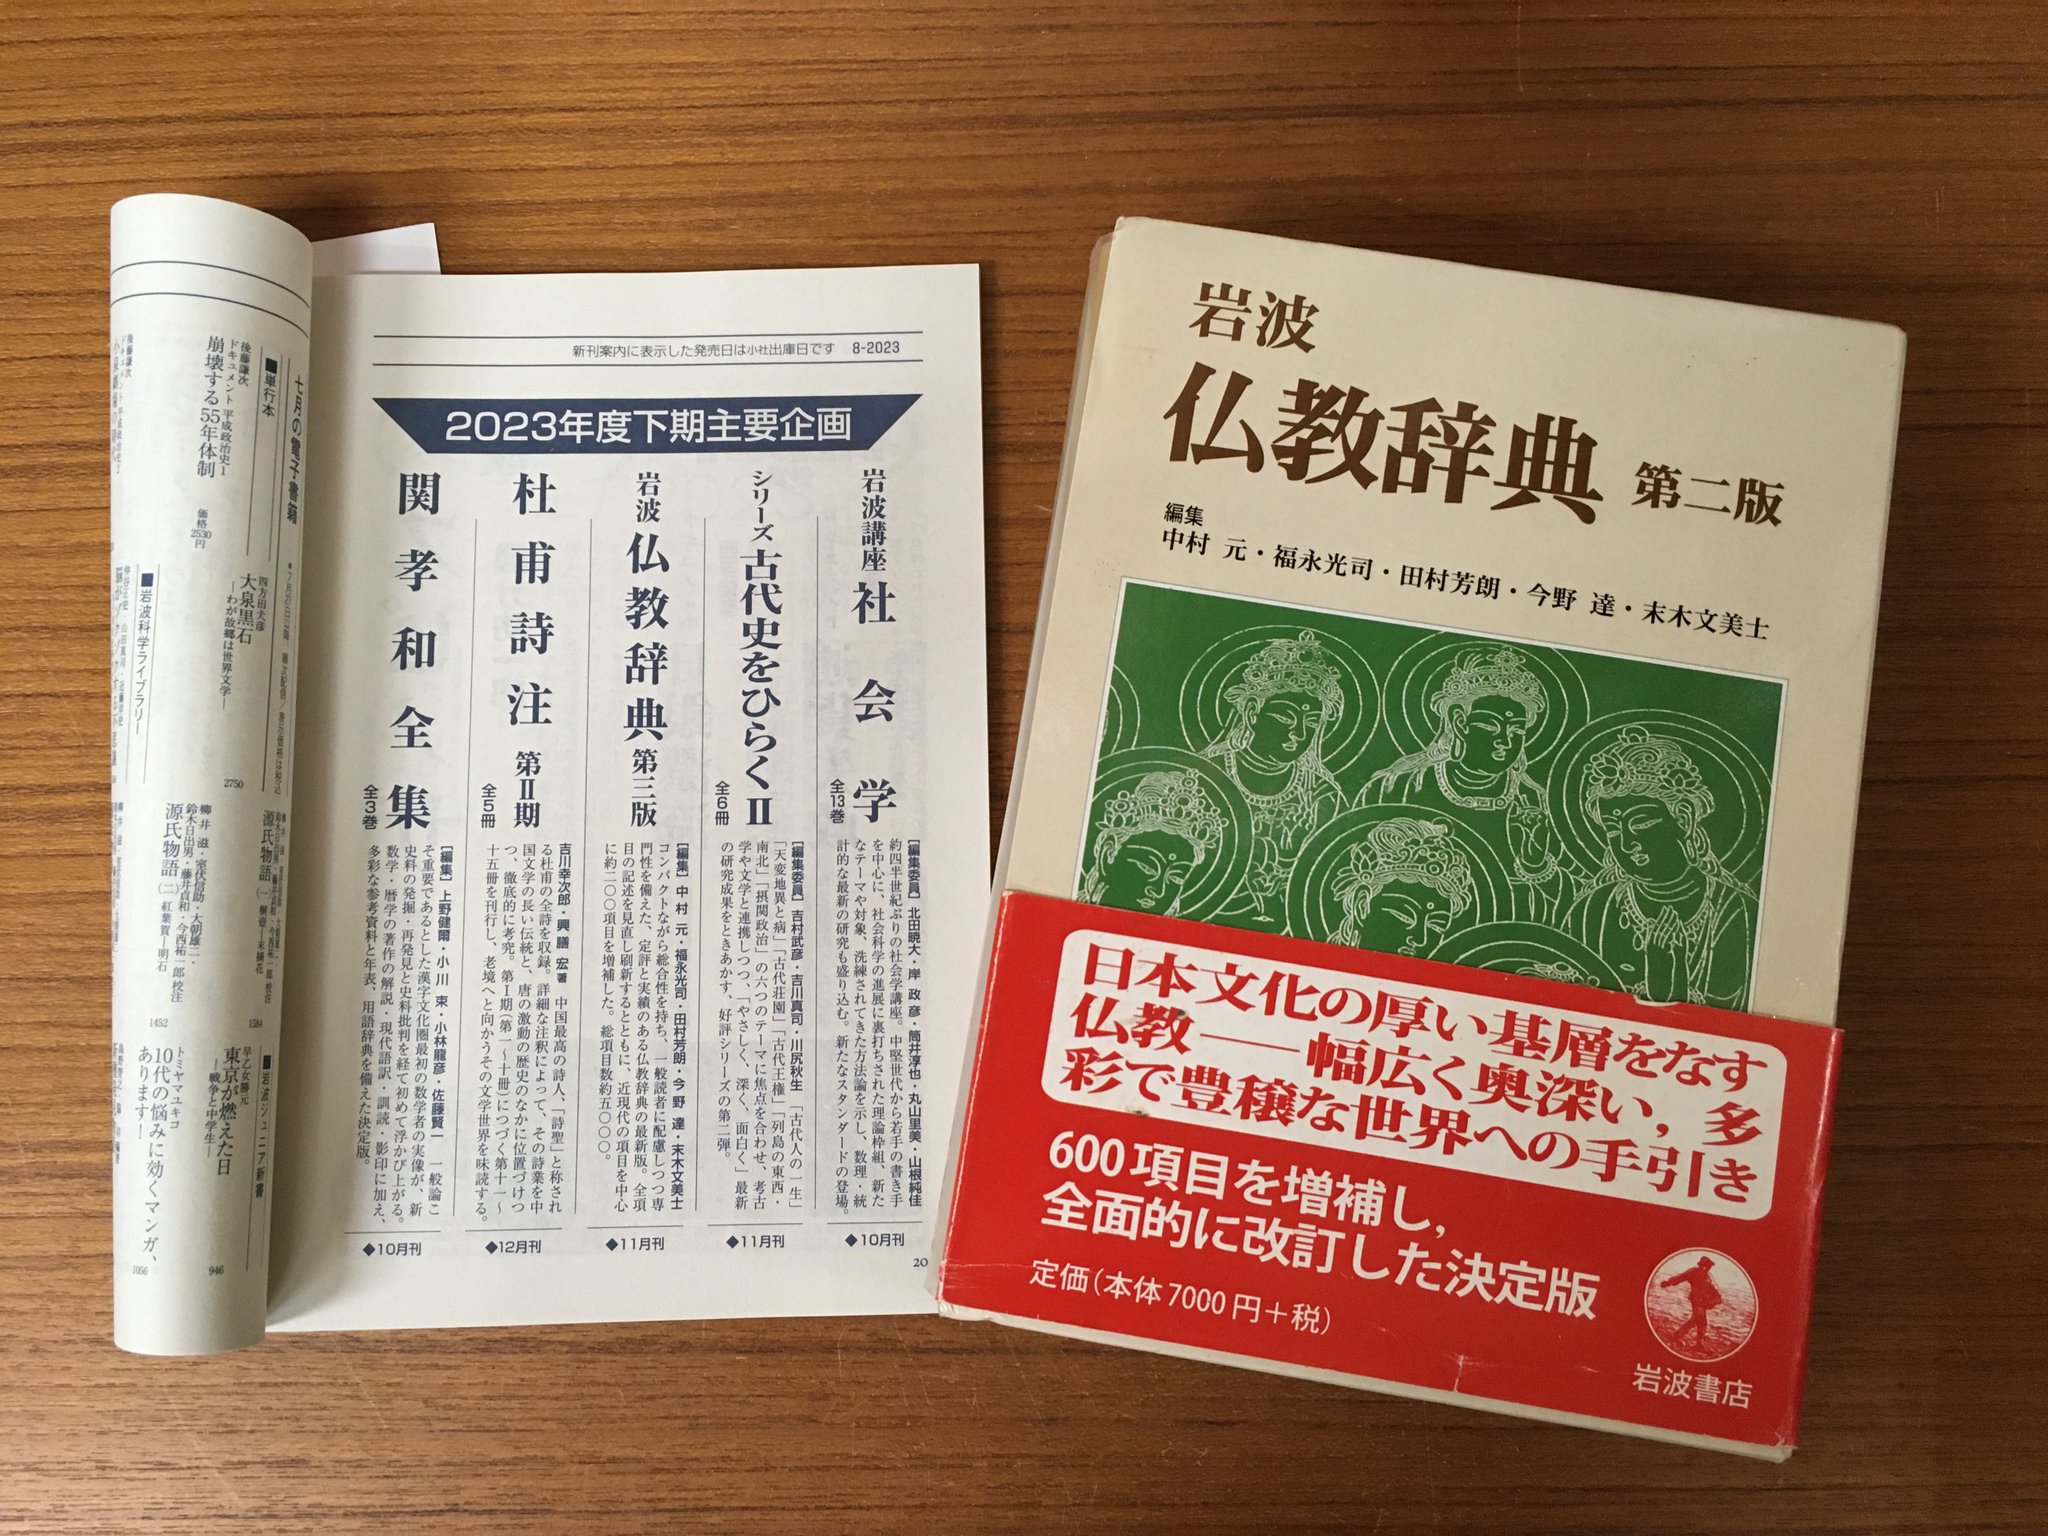 新刊案内に表示した発売日は小社出庫日です 8-2023
2023年度下期主要企画
岩波講座 社会学 全13巻
【編集委員】北田暁大・岸 政彦・筒井淳也・丸山里美・山根純佳
約四半世紀ぶりの社会学講座。中堅世代から若手の書き手
を中心に、社会科学の進展に裏打ちされた理論枠組、新た
なテーマや対象、洗練されてきた方法論を示し、数理・統
計的な最新の研究も盛り込む。新たなスタンダードの登場。
◆10月刊
シリーズ 古代史をひらくⅡ 全6冊
【編集委員】吉村武彦・吉川真司・川尻秋生 「古代人の一生」
「天変地異と病」「古代荘園」「古代王権」「列島の東西・
南北」「摂関政治」の六つのテーマに焦点を合わせ、考古
学や文学と連携しつつ、「やさしく、深く、面白く」最新
の研究成果をときあかす、好評シリーズの第二弾。
◆11月刊
岩波 仏教辞典 第三版
【編集】中村 元・福永光司・田村芳朗・今野 達・末木文美士
コンパクトながら総合性を持ち、一般読者に配慮しつつ専
門性を備えた、定評と実績のある仏教辞典の最新版。全項
目の記述を見直し刷新するとともに、近現代の項目を中心
に約二〇〇項目を増補した。総項目数約五〇〇〇。
◆11月刊
杜甫詩注 第Ⅱ期 全5冊
吉川幸次郎・興膳 宏 著 中国最高の詩人、「詩聖」と称され
る杜甫の全詩を収録。詳細な注釈によって、その詩業を中
国文学の長い伝統と、唐の激動の歴史のなかに位置づけつ
つ、徹底的に考究。第Ⅰ期(第一〜十冊)につづく第十一〜
十五冊を刊行し、老境へと向かうその文学世界を味読する。
◆12月刊
関孝和全集 全3巻
【編集】上野健爾・小川 束・小林龍彦・佐藤賢一 一般論こ
そ重要であるとした漢字文化圏最初の数学者の実像が、新
史料の発掘・再発見と史料批判を経て初めて浮かび上がる。
数学・暦学の著作の解説・現代語訳・訓読・影印に加え、
多彩な参考資料と年表、用語辞典を備えた決定版。
◆10月刊
20
七月の電子書籍
■単行本
後藤謙次
ドキュメント 平成政治史1
崩壊する55年体制
価格
2530円
四方田犬彦
大泉黒石
―わが故郷は世界文学―
2750
■岩波科学ライブラリー
源氏物語(一) 桐壺―末摘花
1584
柳井 滋・室伏信助・大朝雄二・
鈴木日出男・藤井貞和・今西祐一郎 校注
源氏物語(二) 紅葉賀―明石
1452
■岩波ジュニア新書
早乙女勝元
東京が燃えた日
―戦争と中学生―
946
トミヤマユキコ
10代の悩みに効くマンガ、
あります!
1056
岩波
仏教辞典 第二版
編集
中村 元・福永光司・田村芳朗・今野 達・末木文美士
日本文化の厚い基層をなす
仏教――幅広く奥深い, 多
彩で豊穣な世界への手引き
600項目を増補し,
全面的に改訂した決定版
定価(本体7000円+税)
岩波書店